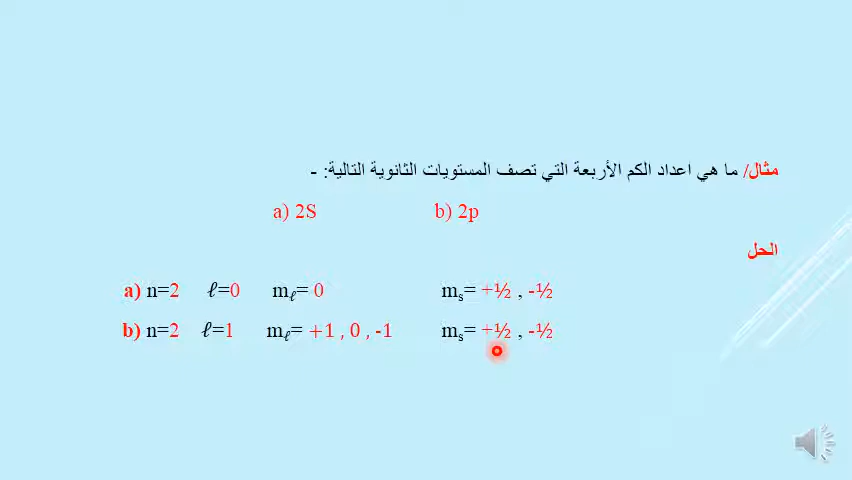 مثال/ ما هي اعداد الكم الأربعة التي تصف المستويات الثانوية التالية: -
a) 2S b) 2p
الحل
a) n=2 ℓ=0 mℓ= 0 ms= +½ , -½
b) n=2 ℓ=1 mℓ= +1 , 0 , -1 ms= +½ , -½